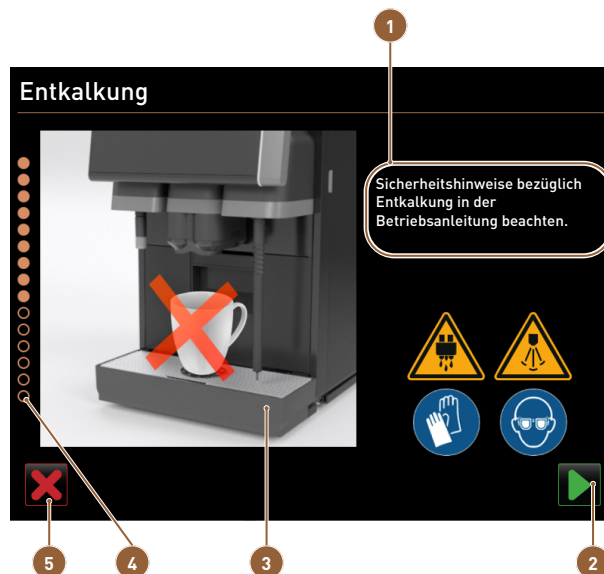 1
Entkalkung
Sicherheitshinweise bezüglich
Entkalkung in der
Betriebsanleitung beachten.
5
4
3
2